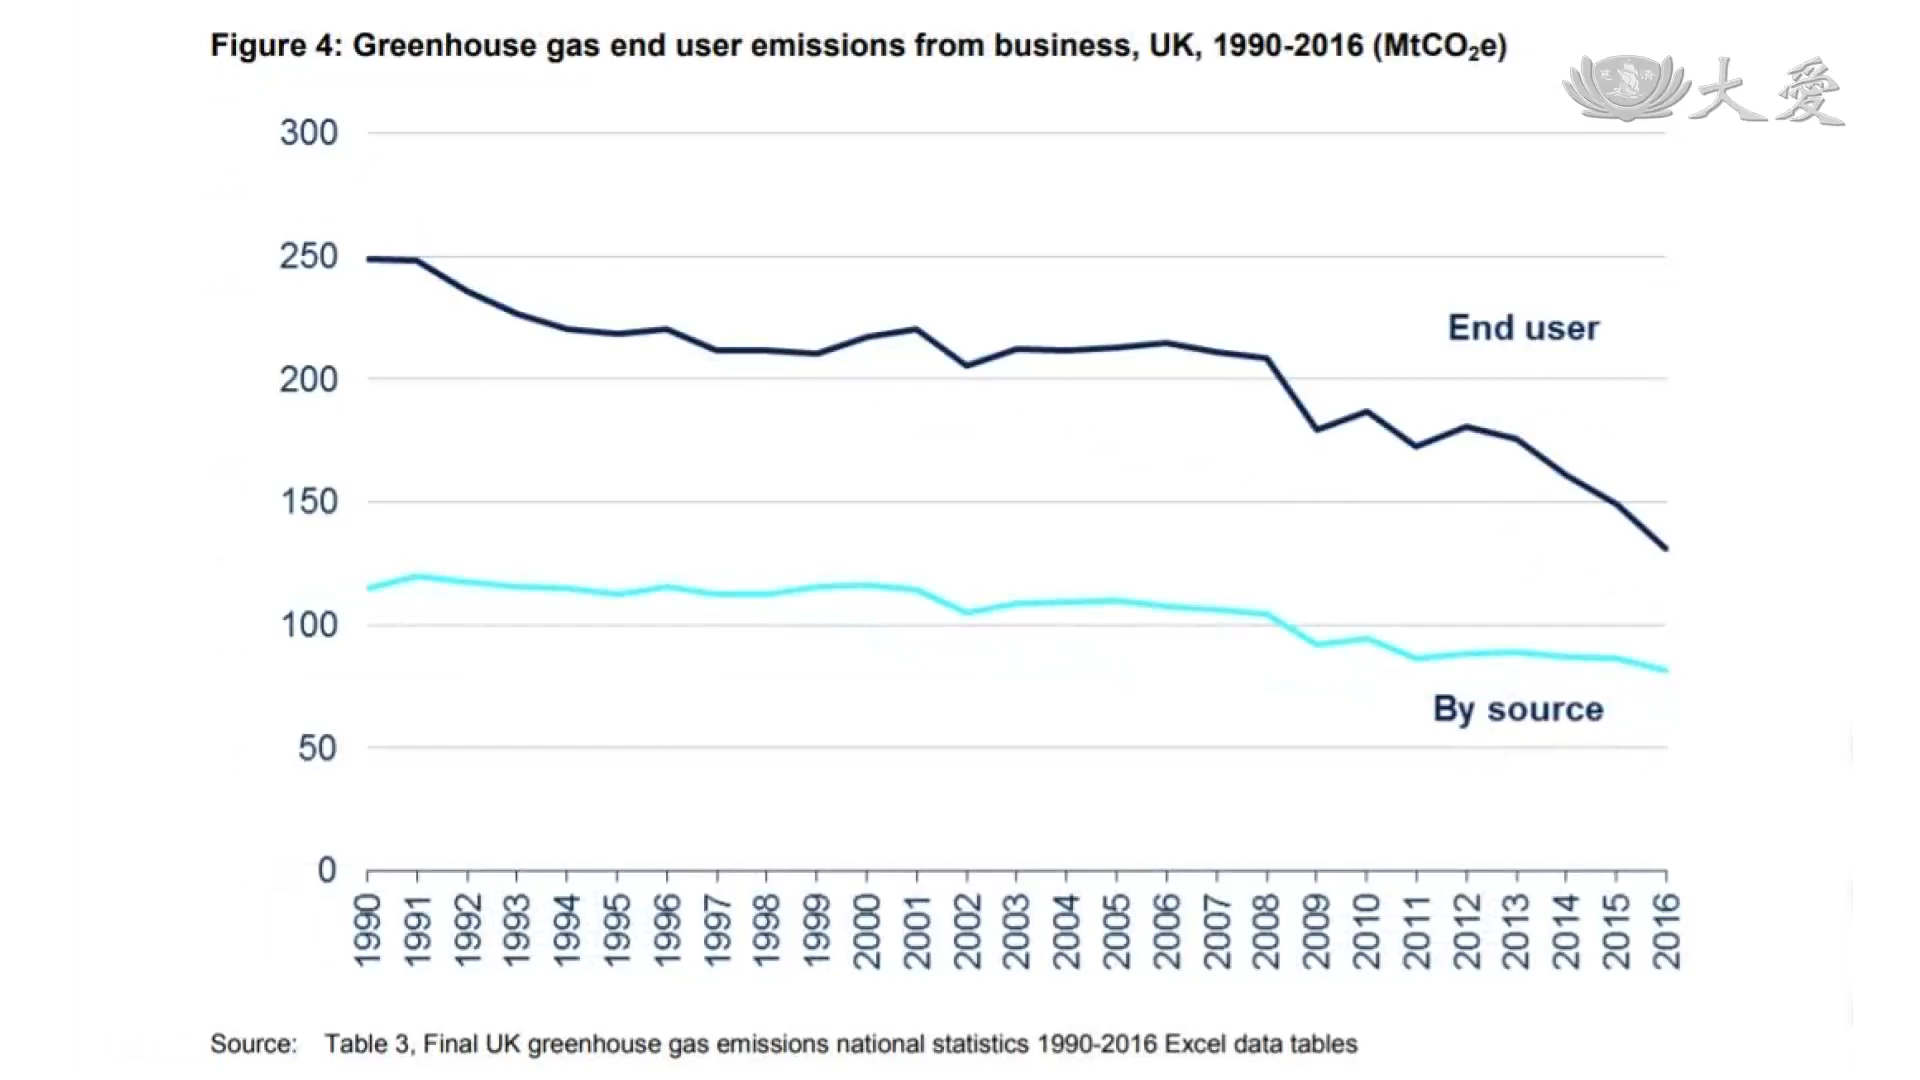 Figure 4: Greenhouse gas end user emissions from business, UK, 1990-2016 (MtCO₂e)
慈 濟
大愛
300
250
200
150
100
50
0
End user
By source
1990 1991 1992 1993 1994 1995 1996 1997 1998 1999 2000 2001 2002 2003 2004 2005 2006 2007 2008 2009 2010 2011 2012 2013 2014 2015 2016
Source: Table 3, Final UK greenhouse gas emissions national statistics 1990-2016 Excel data tables